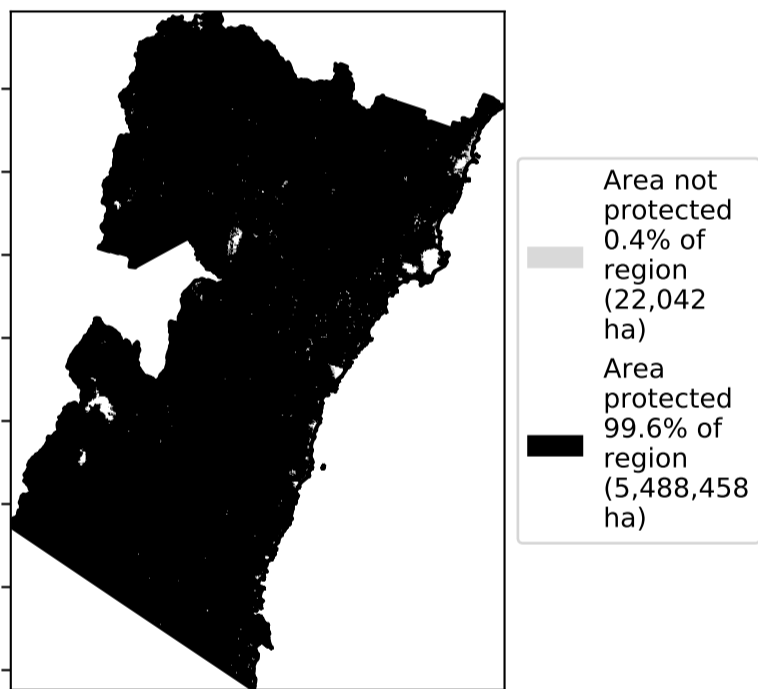 Area not
protected
0.4% of
region
(22,042
ha)
Area
protected
99.6% of
region
(5,488,458
ha)